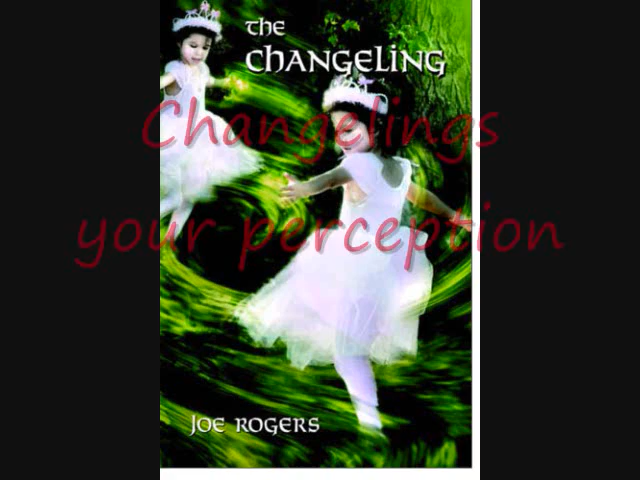 THE
CHANGELING
Changelings
your perception
JOE ROGERS